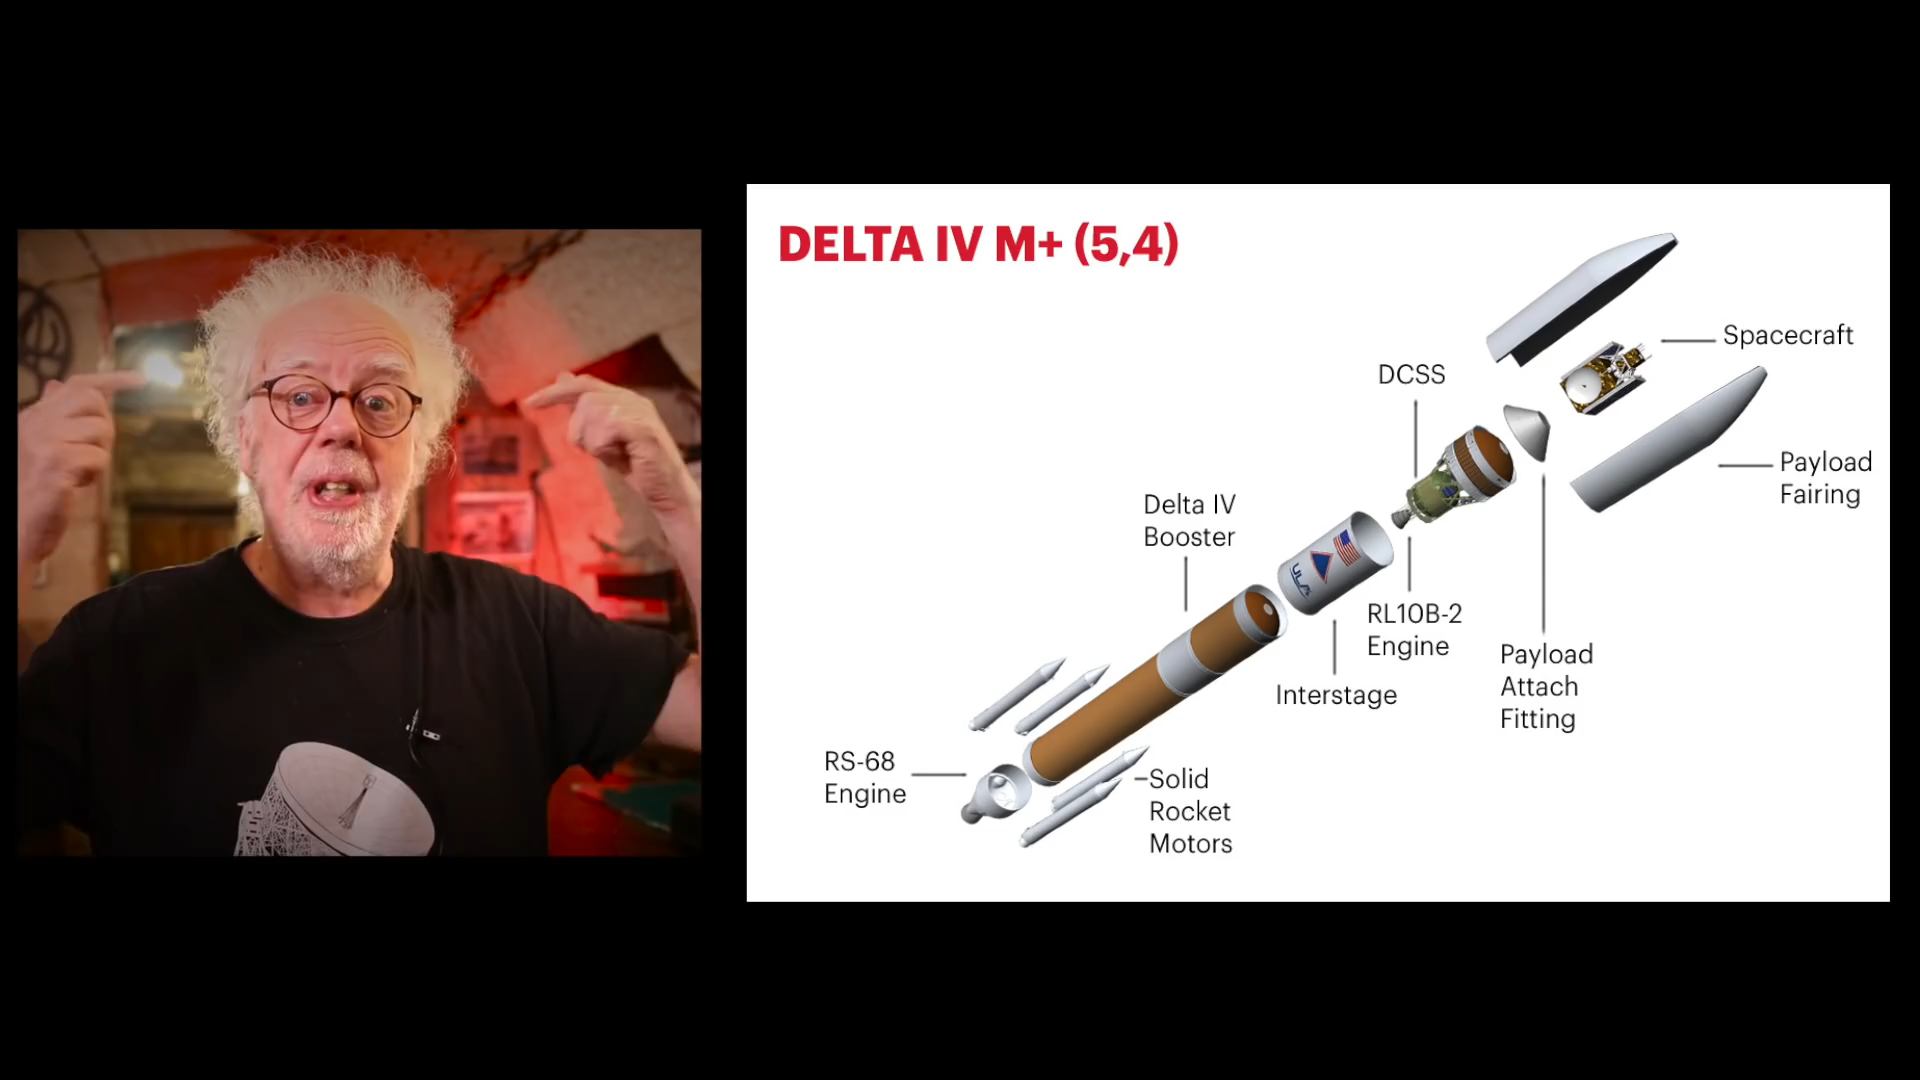 DELTA IV M+ (5,4)
Spacecraft
DCSS
Payload
Fairing
Delta IV
Booster
RL10B-2
Engine
Payload
Attach
Fitting
Interstage
RS-68
Engine
Solid
Rocket
Motors
ULA